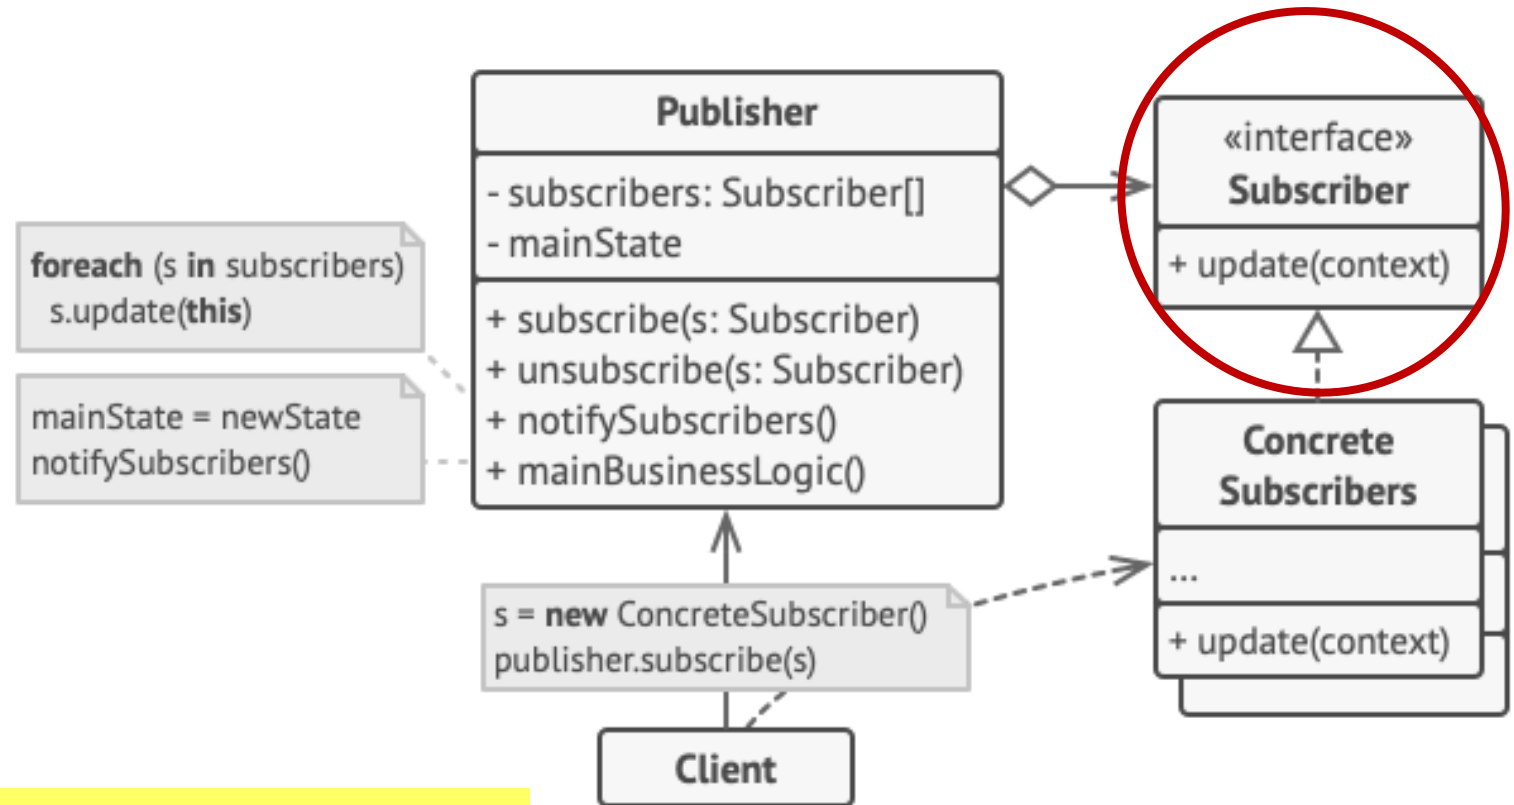 Publisher
- subscribers: Subscriber[]
- mainState
+ subscribe(s: Subscriber)
+ unsubscribe(s: Subscriber)
+ notifySubscribers()
+ mainBusinessLogic()
«interface»
Subscriber
+ update(context)
foreach (s in subscribers)
s.update(this)
mainState = newState
notifySubscribers()
Concrete
Subscribers
...
+ update(context)
s = new ConcreteSubscriber()
publisher.subscribe(s)
Client